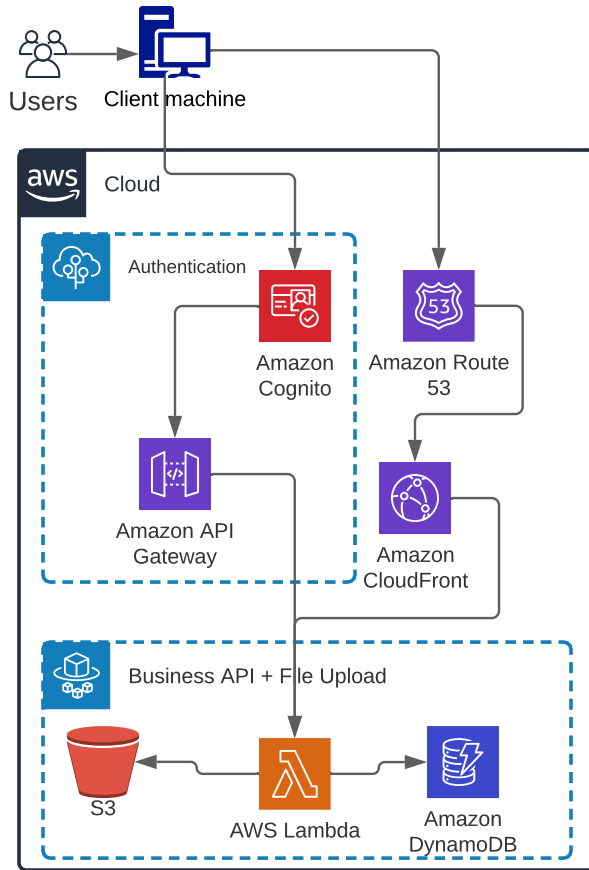 Users
Client machine
aws
Cloud
Authentication
Amazon
Cognito
53
Amazon Route
53
</>
Amazon API
Gateway
Amazon
CloudFront
Business API + File Upload
S3
AWS Lambda
Amazon
DynamoDB